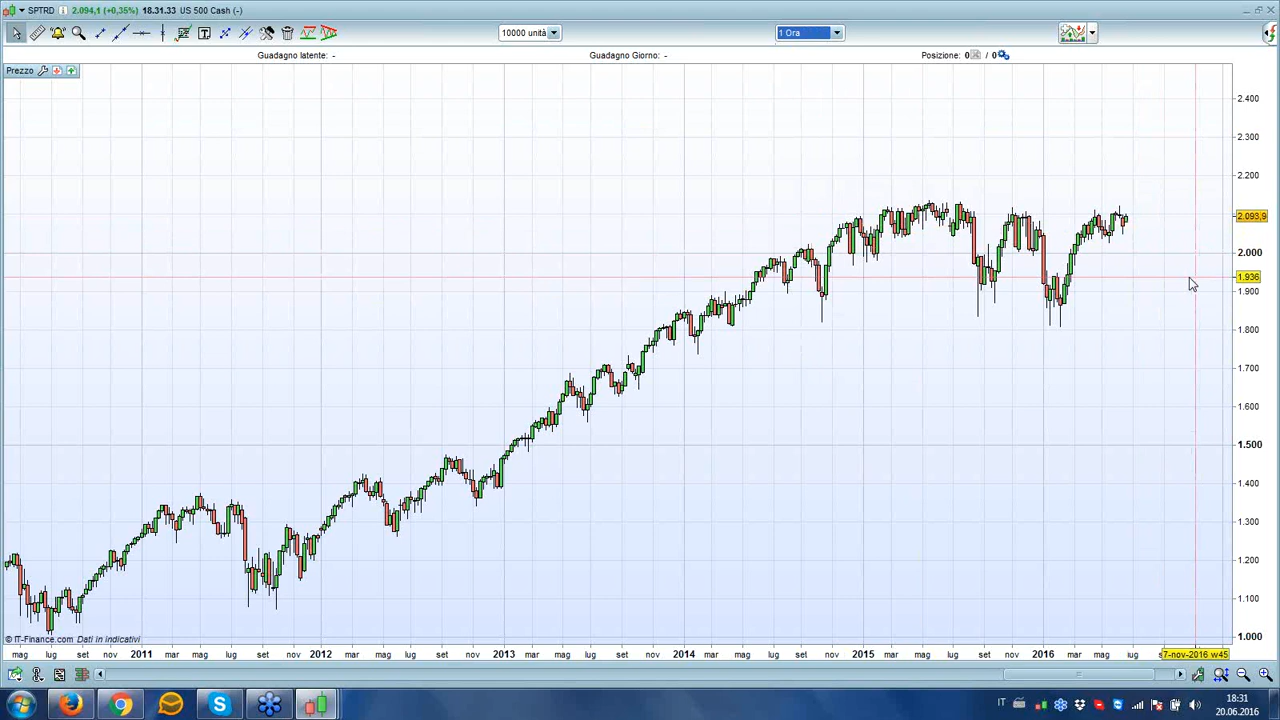 SPTRD 2.094,1 (+0,35%) 18.31.33 US 500 Cash (-)
10000 unità
1 Ora
Guadagno latente: -
Guadagno Giorno: -
Posizione: 0 / 0
Prezzo
2.400
2.300
2.200
2.093,9
2.000
1.936
1.900
1.800
1.700
1.600
1.500
1.400
1.300
1.200
1.100
1.000
© IT-Finance.com Dati in indicativi
mag lug set nov 2011 mar mag lug set nov 2012 mar mag lug set nov 2013 mar mag lug set nov 2014 mar mag lug set nov 2015 mar mag lug set nov 2016 mar mag lug 7-nov-2016 w45
IT
18:31
20.06.2016